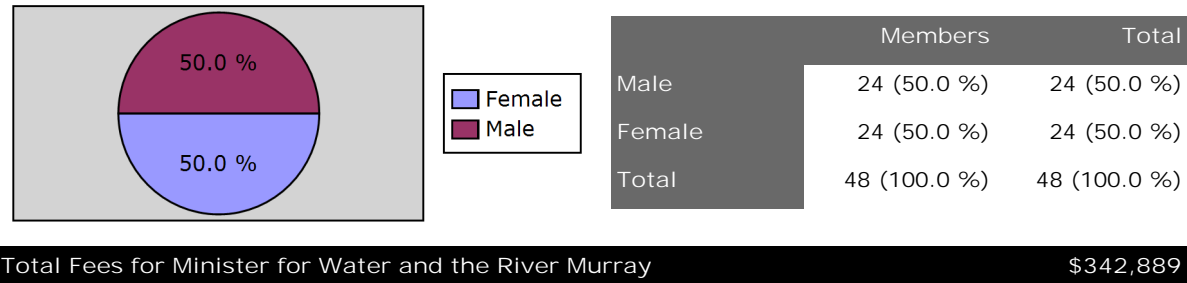 50.0 %
50.0 %
Female
Male
Members Total
Male 24 (50.0 %) 24 (50.0 %)
Female 24 (50.0 %) 24 (50.0 %)
Total 48 (100.0 %) 48 (100.0 %)
Total Fees for Minister for Water and the River Murray $342,889